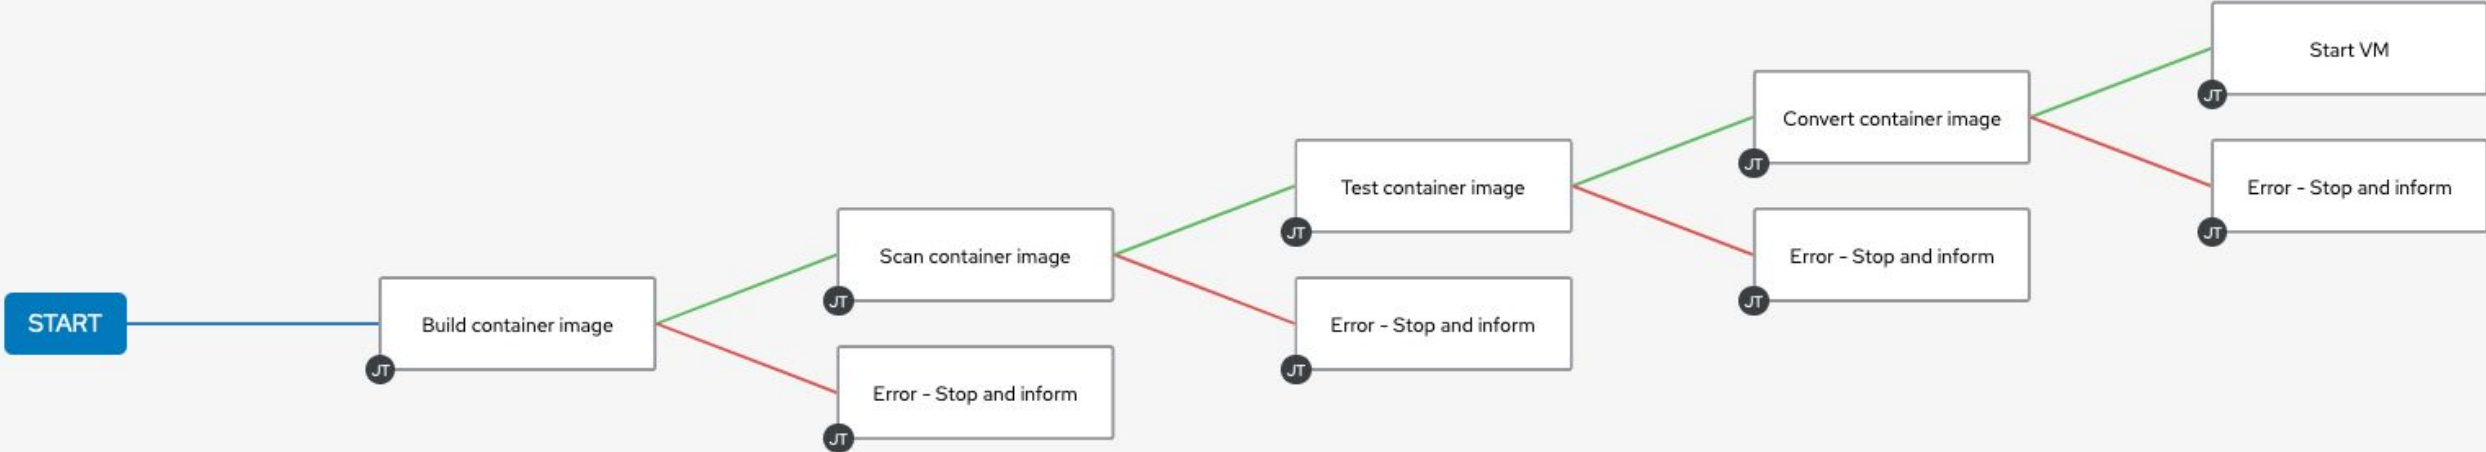 START
Build container image
JT
Scan container image
JT
Error - Stop and inform
JT
Test container image
JT
Error - Stop and inform
JT
Convert container image
JT
Error - Stop and inform
JT
Start VM
JT
Error - Stop and inform
JT